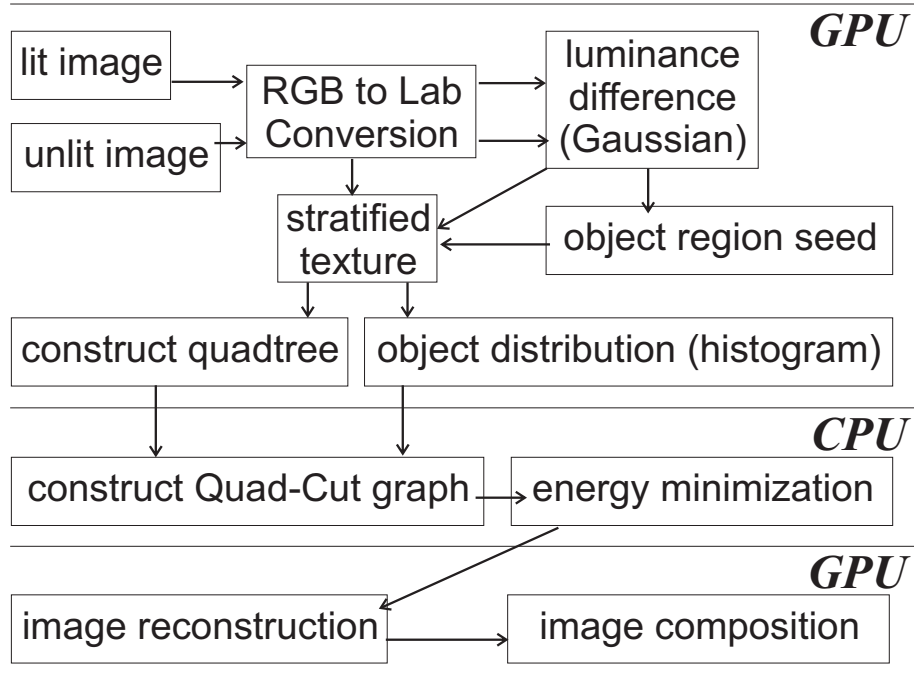 GPU
lit image
unlit image
RGB to Lab
Conversion
luminance
difference
(Gaussian)
stratified
texture
object region seed
construct quadtree
object distribution (histogram)
CPU
construct Quad-Cut graph
energy minimization
GPU
image reconstruction
image composition